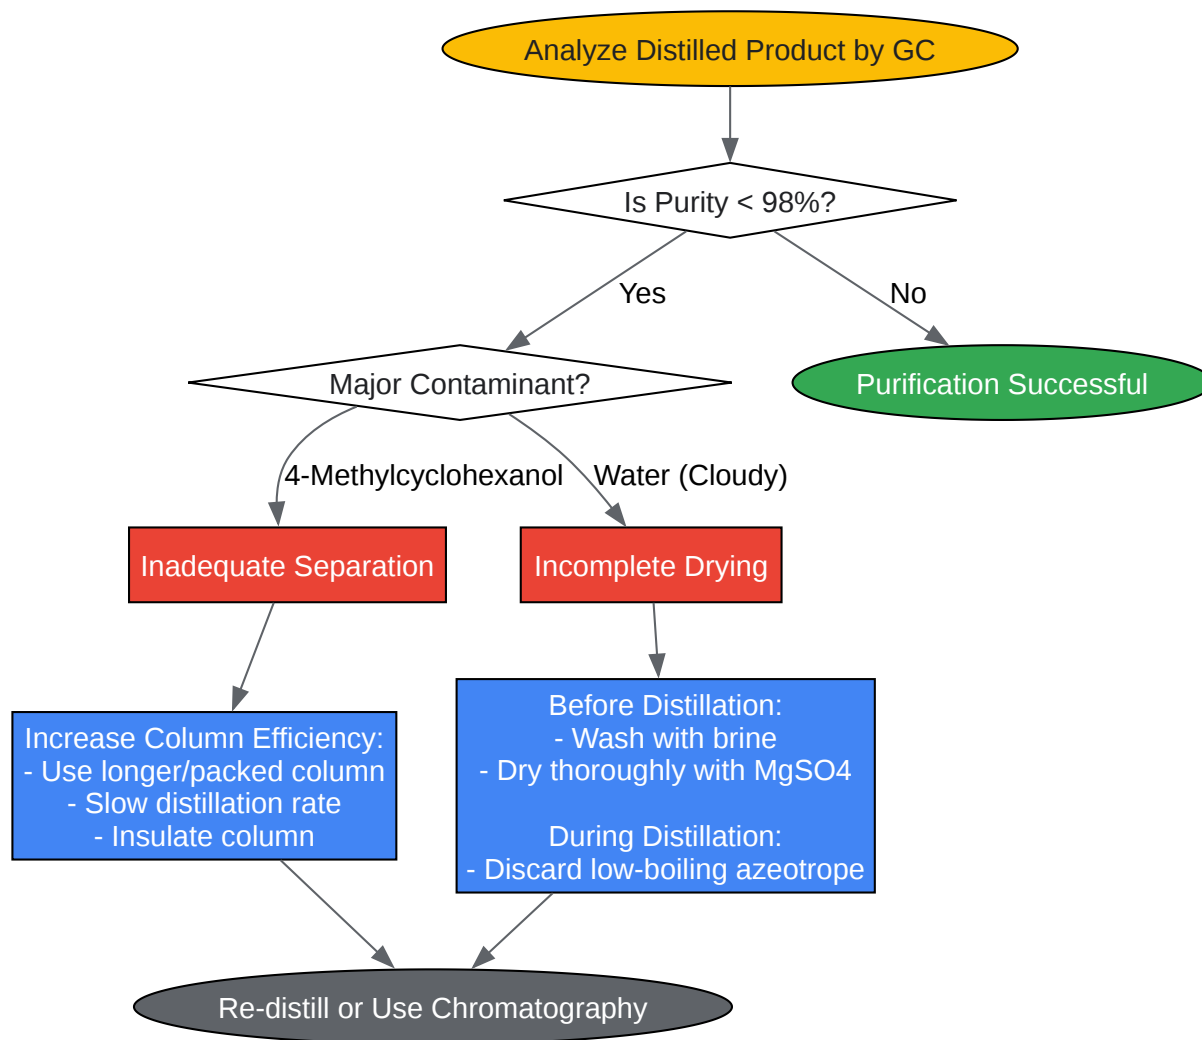 Analyze Distilled Product by GC
Is Purity < 98%?
Yes
No
Major Contaminant?
Purification Successful
4-Methylcyclohexanol
Water (Cloudy)
Inadequate Separation
Incomplete Drying
Increase Column Efficiency:
- Use longer/packed column
- Slow distillation rate
- Insulate column
Before Distillation:
- Wash with brine
- Dry thoroughly with MgSO4
During Distillation:
- Discard low-boiling azeotrope
Re-distill or Use Chromatography